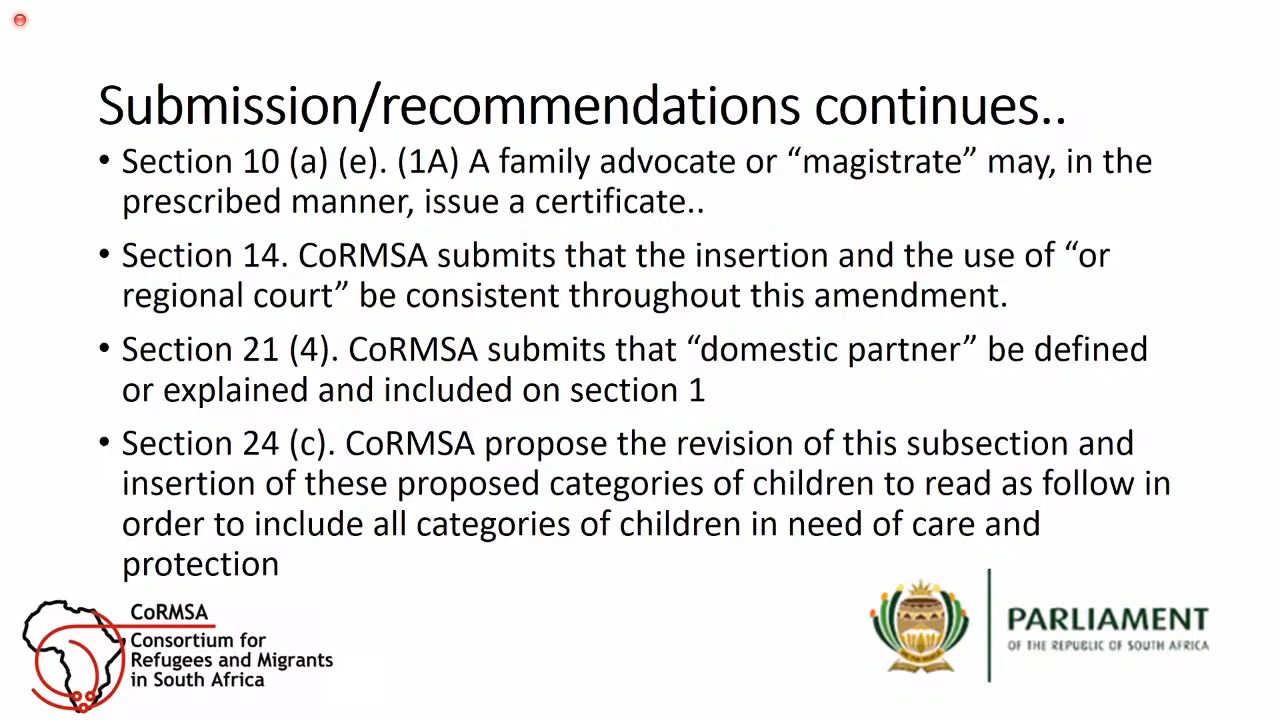 Submission/recommendations continues..
• Section 10 (a) (e). (1A) A family advocate or “magistrate” may, in the
prescribed manner, issue a certificate..
• Section 14. CoRMSA submits that the insertion and the use of “or
regional court” be consistent throughout this amendment.
• Section 21 (4). CoRMSA submits that “domestic partner” be defined
or explained and included on section 1
• Section 24 (c). CoRMSA propose the revision of this subsection and
insertion of these proposed categories of children to read as follow in
order to include all categories of children in need of care and
protection
CoRMSA
Consortium for
Refugees and Migrants
in South Africa
PARLIAMENT
OF THE REPUBLIC OF SOUTH AFRICA